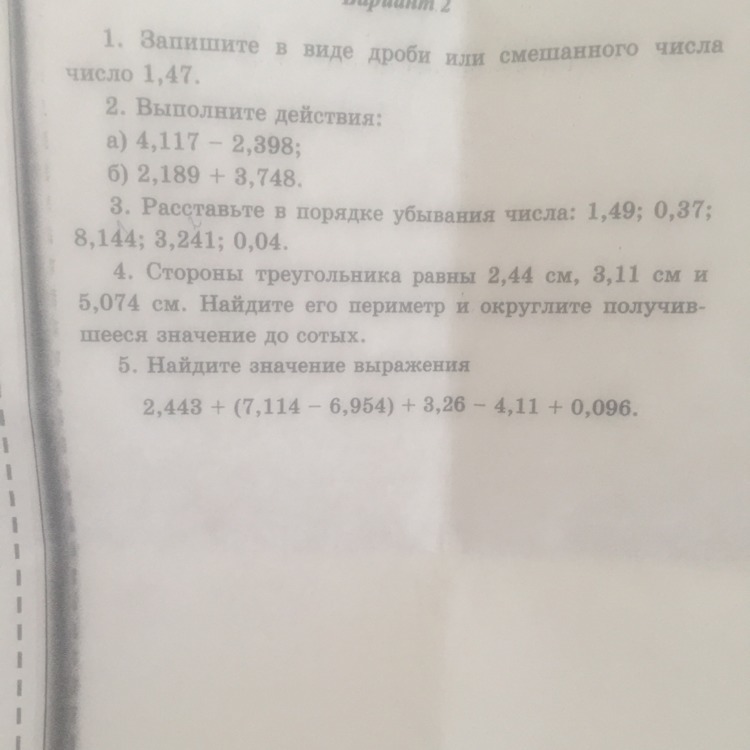 Вариант 2
1. Запишите в виде дроби или смешанного числа
число 1,47.
2. Выполните действия:
а) 4,117 − 2,398;
б) 2,189 + 3,748.
3. Расставьте в порядке убывания числа: 1,49; 0,37;
8,144; 3,241; 0,04.
4. Стороны треугольника равны 2,44 см, 3,11 см и
5,074 см. Найдите его периметр и округлите получив-
шееся значение до сотых.
5. Найдите значение выражения
2,443 + (7,114 − 6,954) + 3,26 − 4,11 + 0,096.